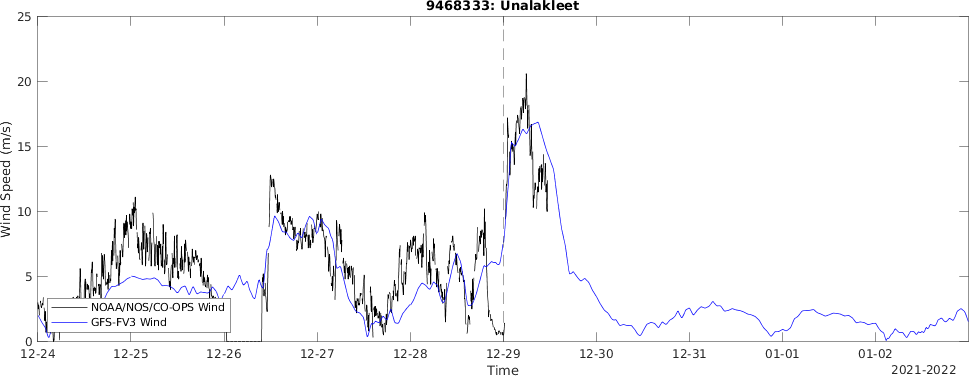 9468333: Unalakleet
25
20
15
10
5
0
Wind Speed (m/s)
NOAA/NOS/CO-OPS Wind
GFS-FV3 Wind
12-24 12-25 12-26 12-27 12-28 12-29 12-30 12-31 01-01 01-02
Time
2021-2022